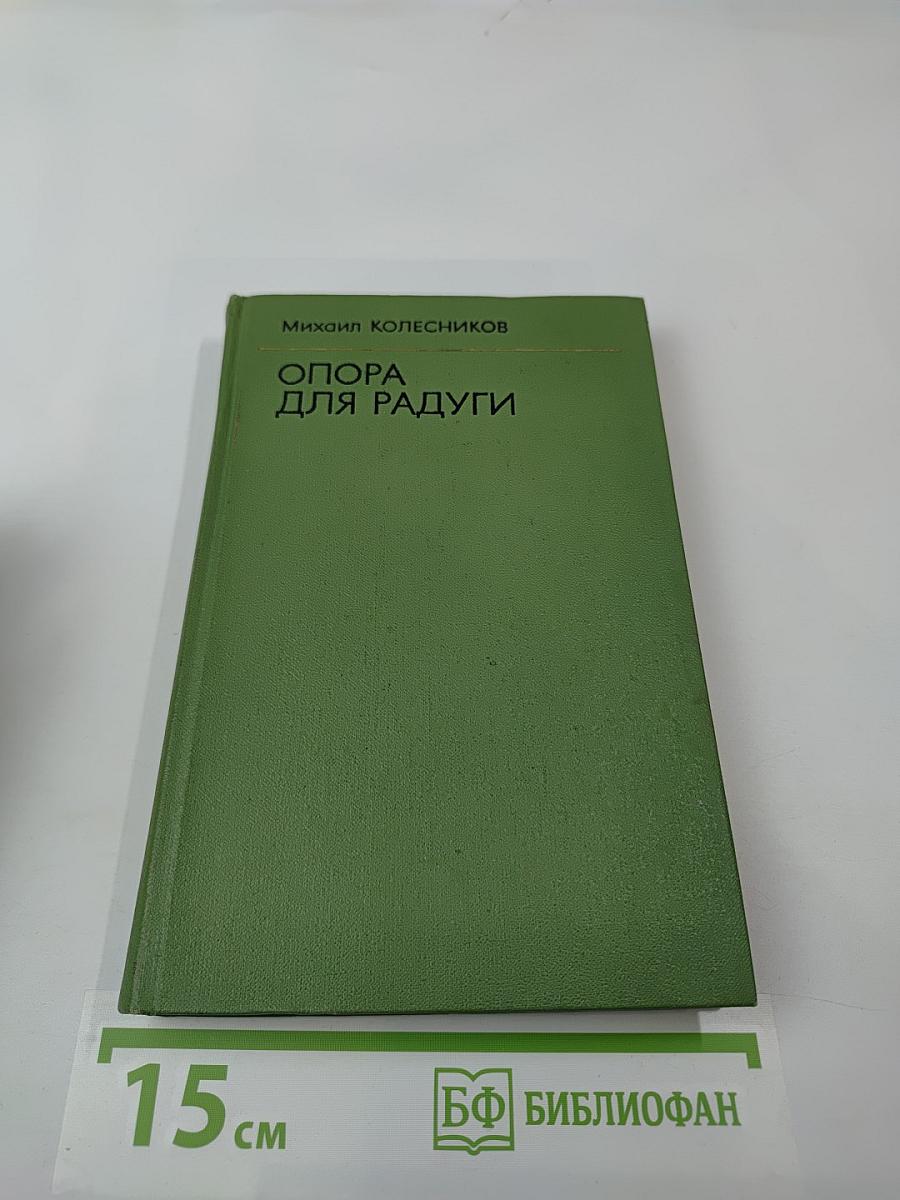 Михаил КОЛЕСНИКОВ
ОПОРА
ДЛЯ РАДУГИ
15 см
БФ БИБЛИОФАН